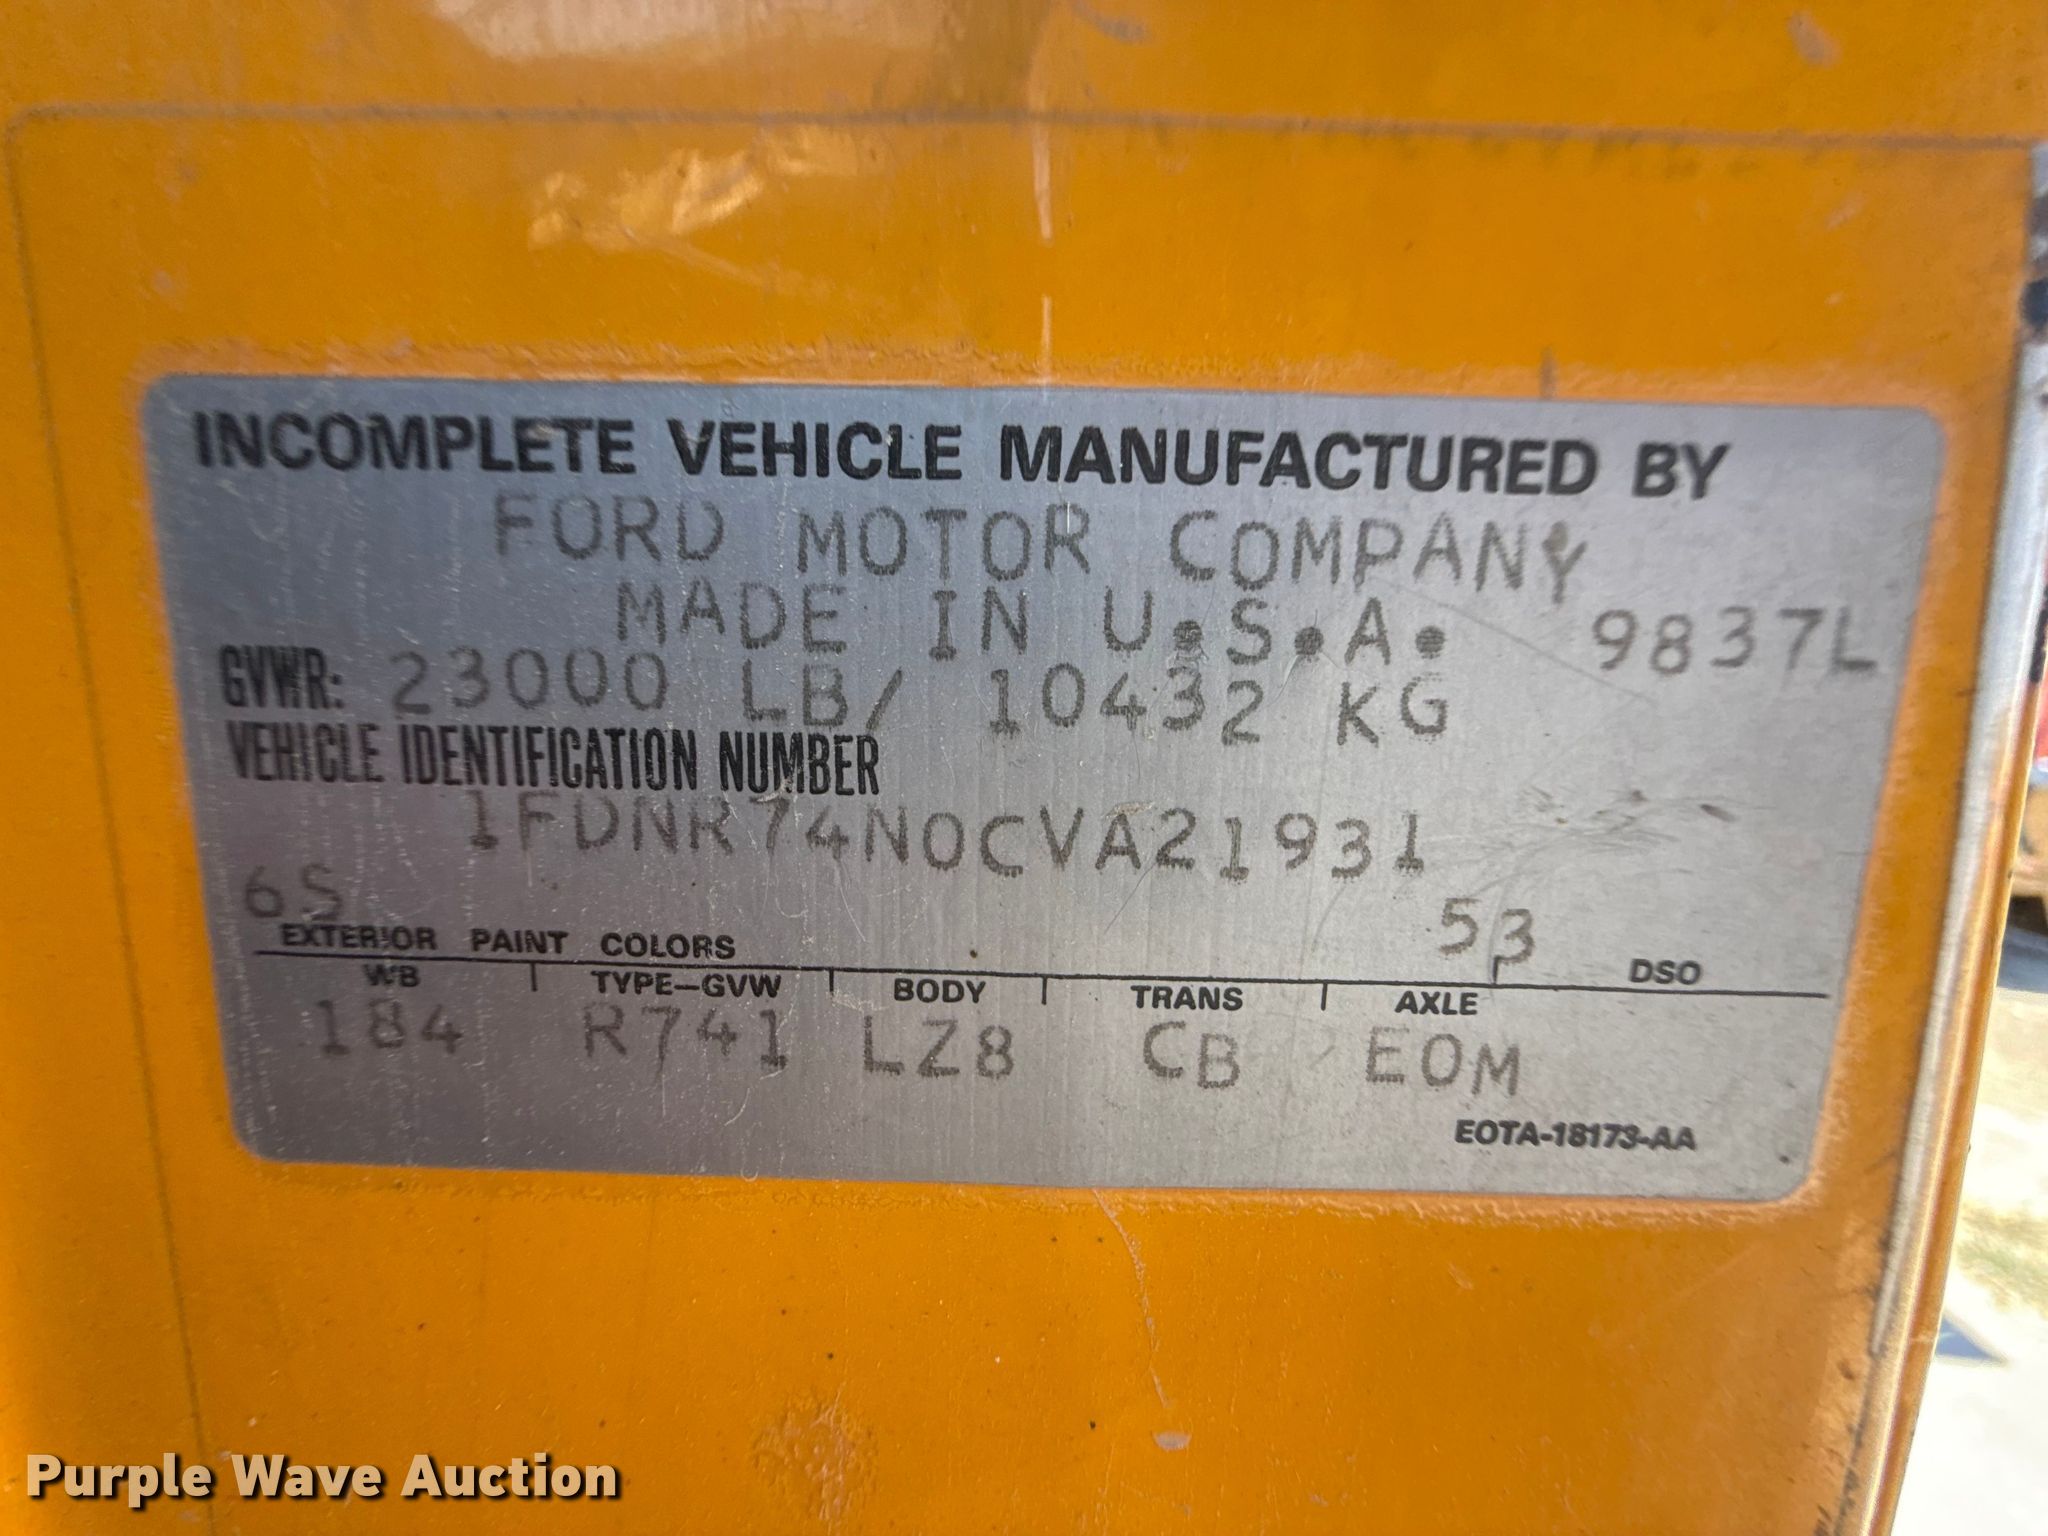 INCOMPLETE VEHICLE MANUFACTURED BY
FORD MOTOR COMPANY
MADE IN U.S.A. 9837L
GVWR: 23000 LB/ 10432 KG
VEHICLE IDENTIFICATION NUMBER
1FDNR74N0CVA21931
6S 53
EXTERIOR PAINT COLORS DSO
WB TYPE-GVW BODY TRANS AXLE
184 R741 LZ8 CB EOM
EOTA-18173-AA
Purple Wave Auction